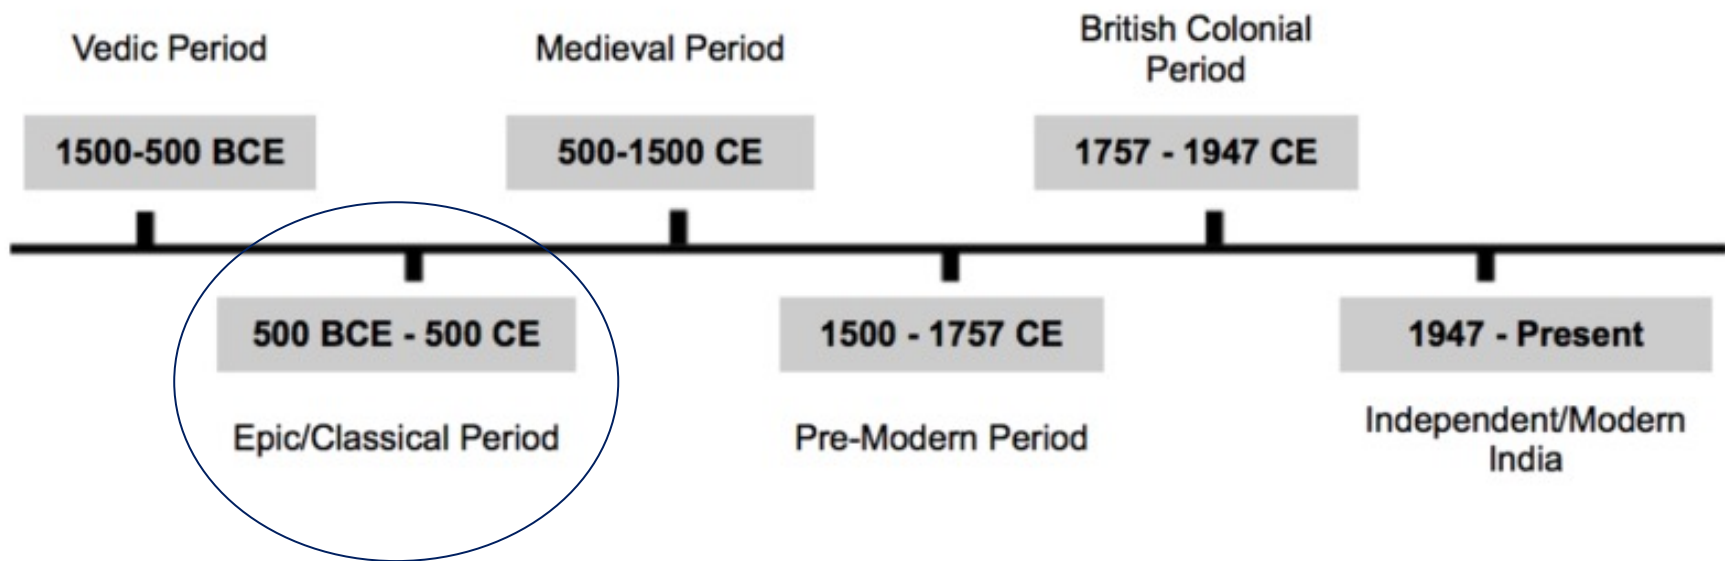 Vedic Period
1500-500 BCE
500 BCE - 500 CE
Epic/Classical Period
Medieval Period
500-1500 CE
1500 - 1757 CE
Pre-Modern Period
British Colonial
Period
1757 - 1947 CE
1947 - Present
Independent/Modern
India